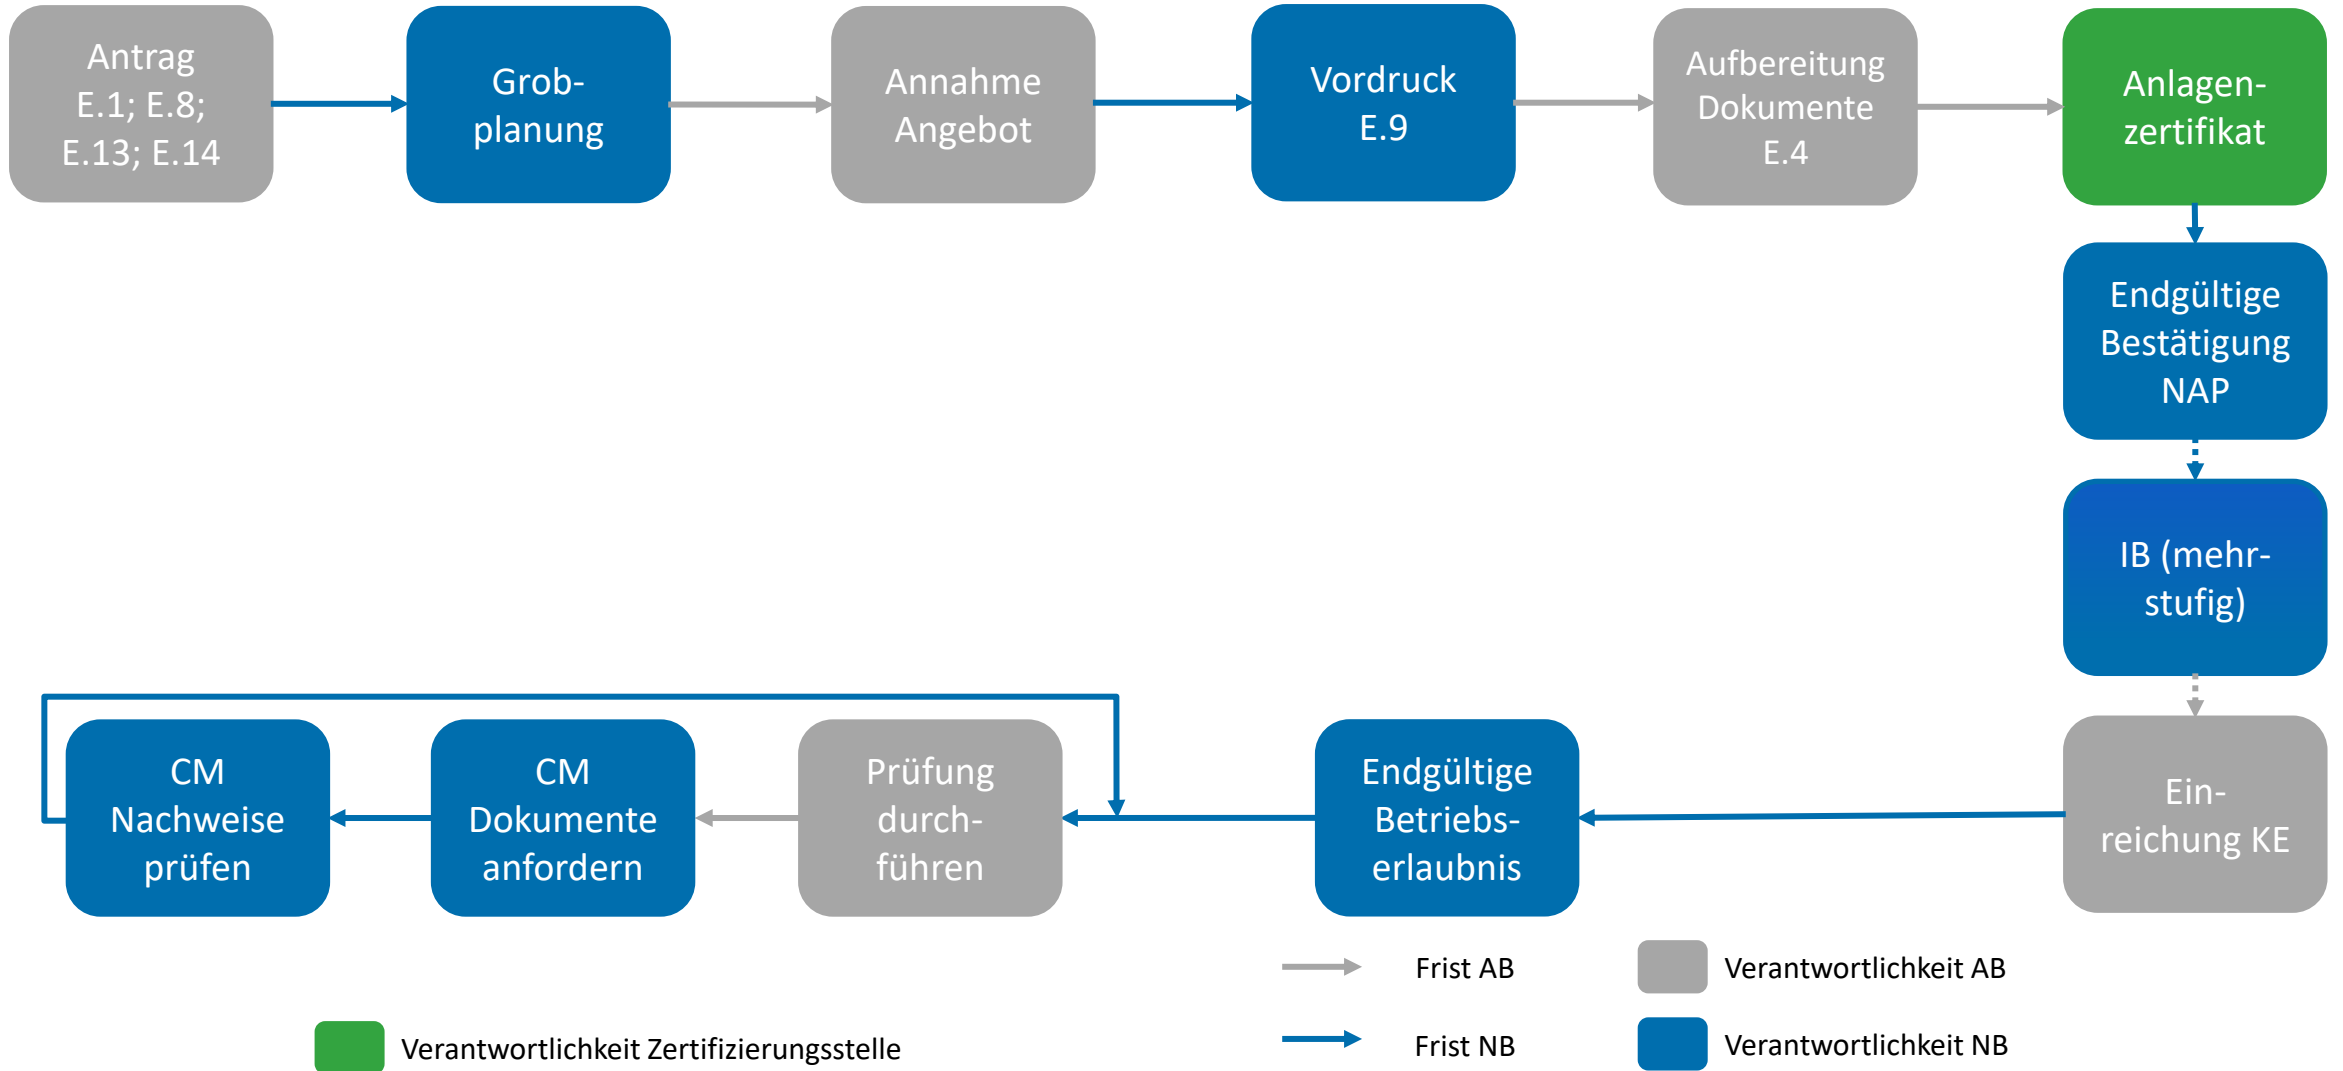 Antrag
E.1; E.8;
E.13; E.14
Grob-
planung
Annahme
Angebot
Vordruck
E.9
Aufbereitung
Dokumente
E.4
Anlagen-
zertifikat
Endgültige
Bestätigung
NAP
IB (mehr-
stufig)
Ein-
reichung KE
Endgültige
Betriebs-
erlaubnis
Prüfung
durch-
führen
CM
Dokumente
anfordern
CM
Nachweise
prüfen
Frist AB
Verantwortlichkeit AB
Frist NB
Verantwortlichkeit NB
Verantwortlichkeit Zertifizierungsstelle